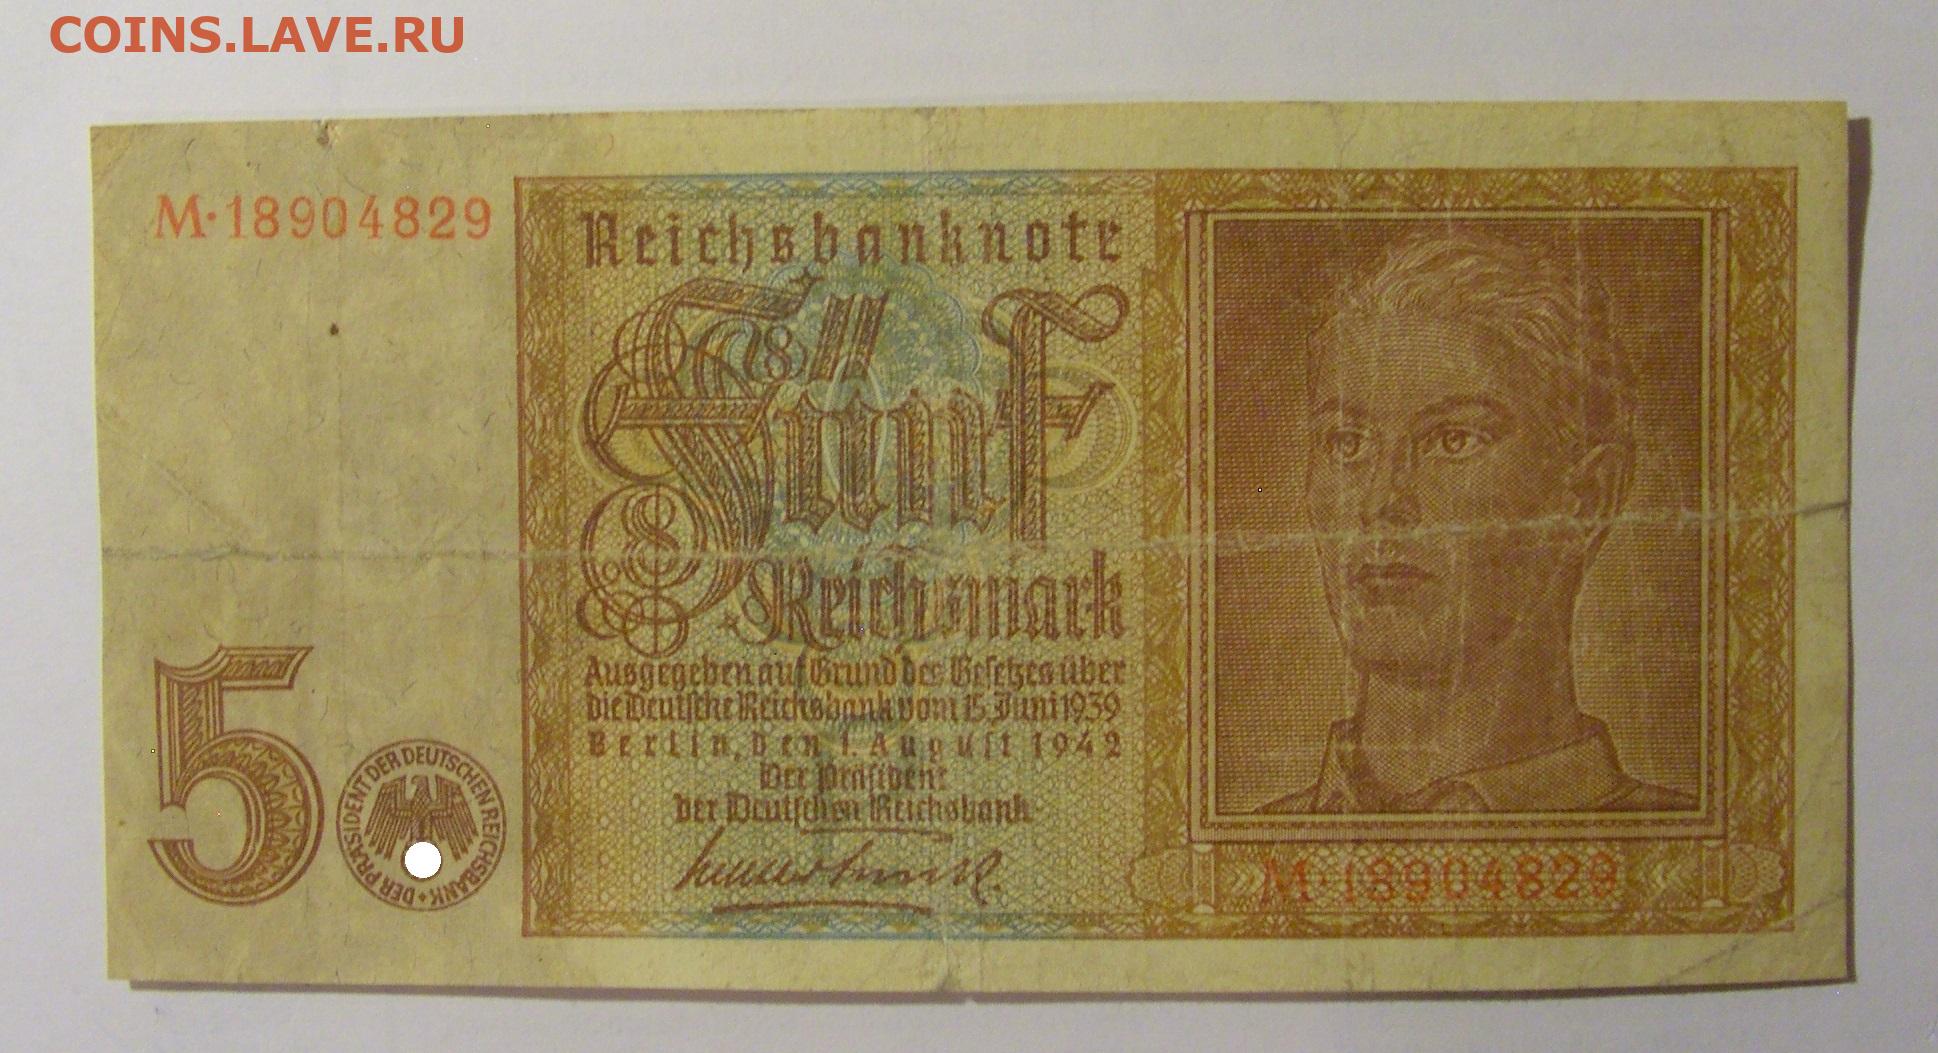 COINS.LAVE.RU
M·18904829
Reichsbanknote
Fünf
Reichsmark
Ausgegeben auf Grund des Gesetzes über
die Deutsche Reichsbank vom 15. Juni 1939
Berlin, den 1. August 1942
Der Präsident
der Deutschen Reichsbank
5
DER PRÄSIDENT DER DEUTSCHEN REICHSBANK
M·18904829